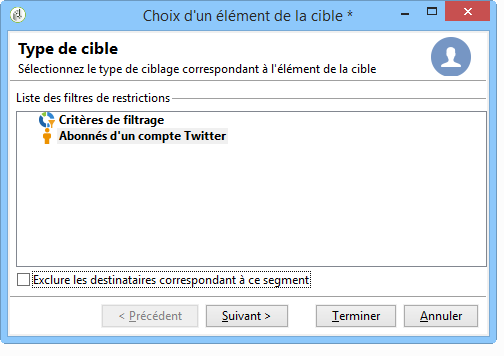 Choix d'un élément de la cible *
Type de cible
Sélectionnez le type de ciblage correspondant à l'élément de la cible
Liste des filtres de restrictions
Critères de filtrage
Abonnés d'un compte Twitter
Exclure les destinataires correspondant à ce segment
< Précédent Suivant > Terminer Annuler